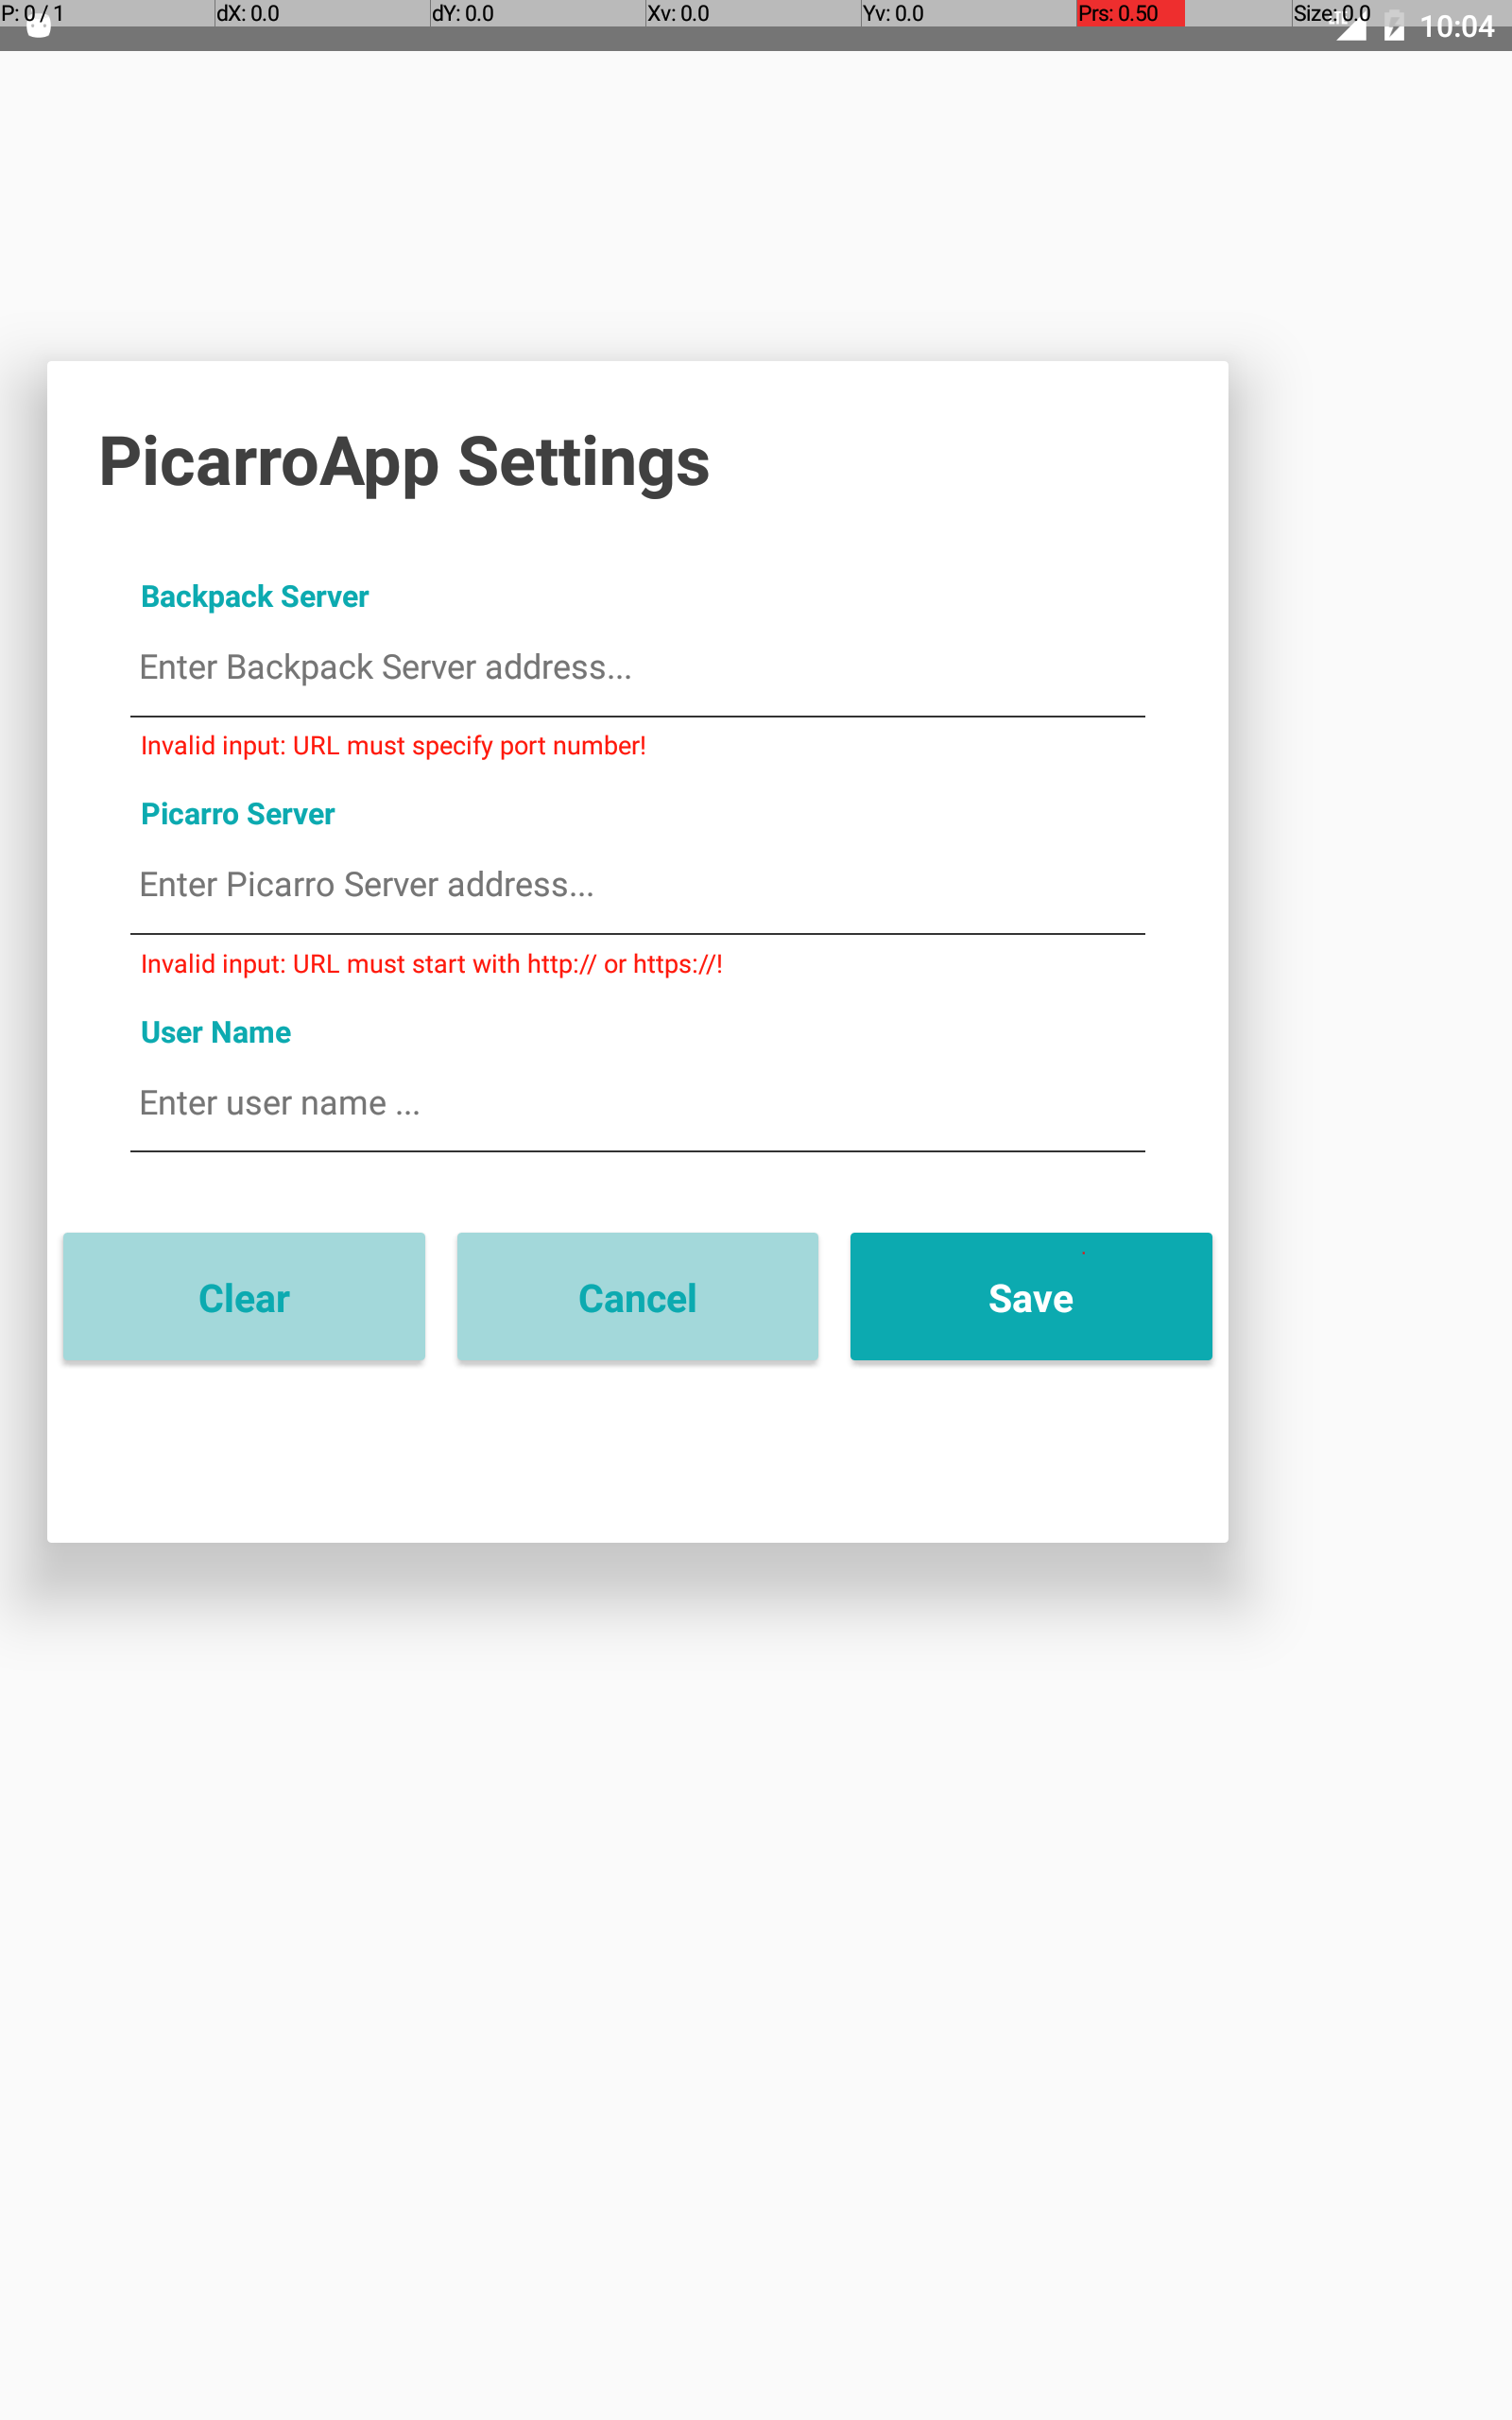 P: 0 / 1 dX: 0.0 dY: 0.0 Xv: 0.0 Yv: 0.0 Prs: 0.50 Size: 0.0
10:04
PicarroApp Settings
Backpack Server
Enter Backpack Server address...
Invalid input: URL must specify port number!
Picarro Server
Enter Picarro Server address...
Invalid input: URL must start with http:// or https://!
User Name
Enter user name ...
Clear Cancel Save